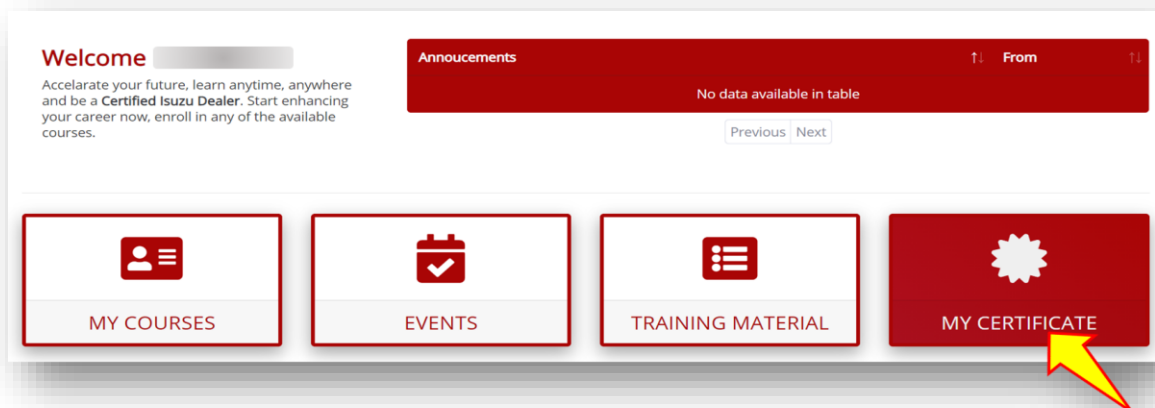 Welcome
Accelarate your future, learn anytime, anywhere
and be a Certified Isuzu Dealer. Start enhancing
your career now, enroll in any of the available
courses.
Annoucements From
No data available in table
Previous Next
MY COURSES
EVENTS
TRAINING MATERIAL
MY CERTIFICATE